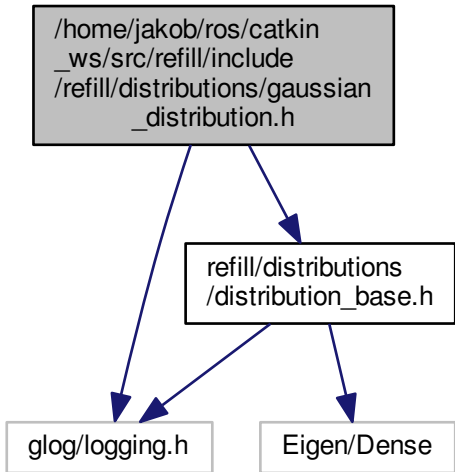 /home/jakob/ros/catkin
_ws/src/refill/include
/refill/distributions/gaussian
_distribution.h
refill/distributions
/distribution_base.h
glog/logging.h
Eigen/Dense